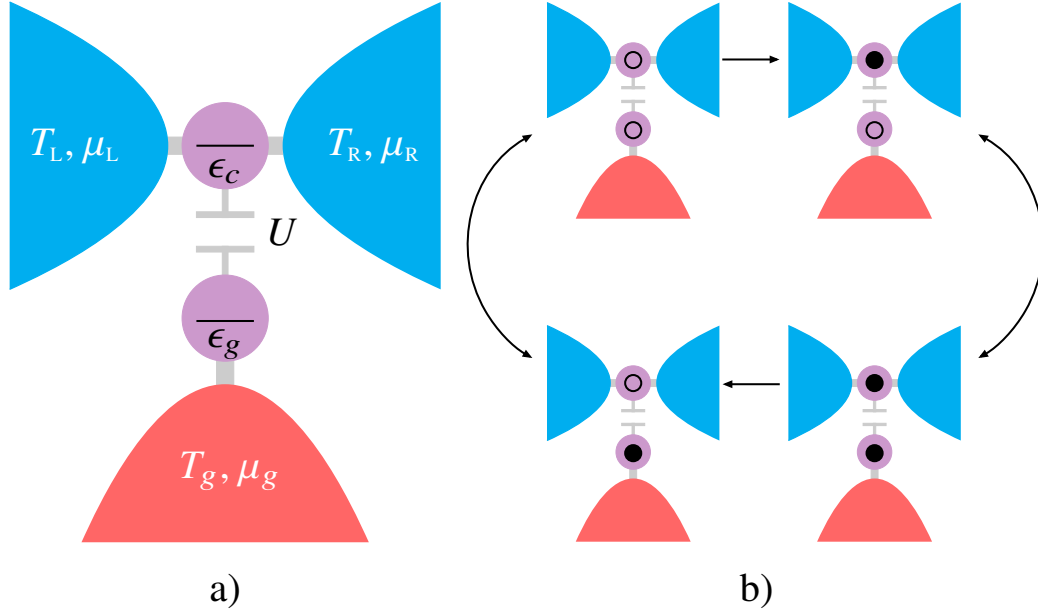 T_L, μ_L
ϵ_c
T_R, μ_R
U
ϵ_g
T_g, μ_g
a)
b)